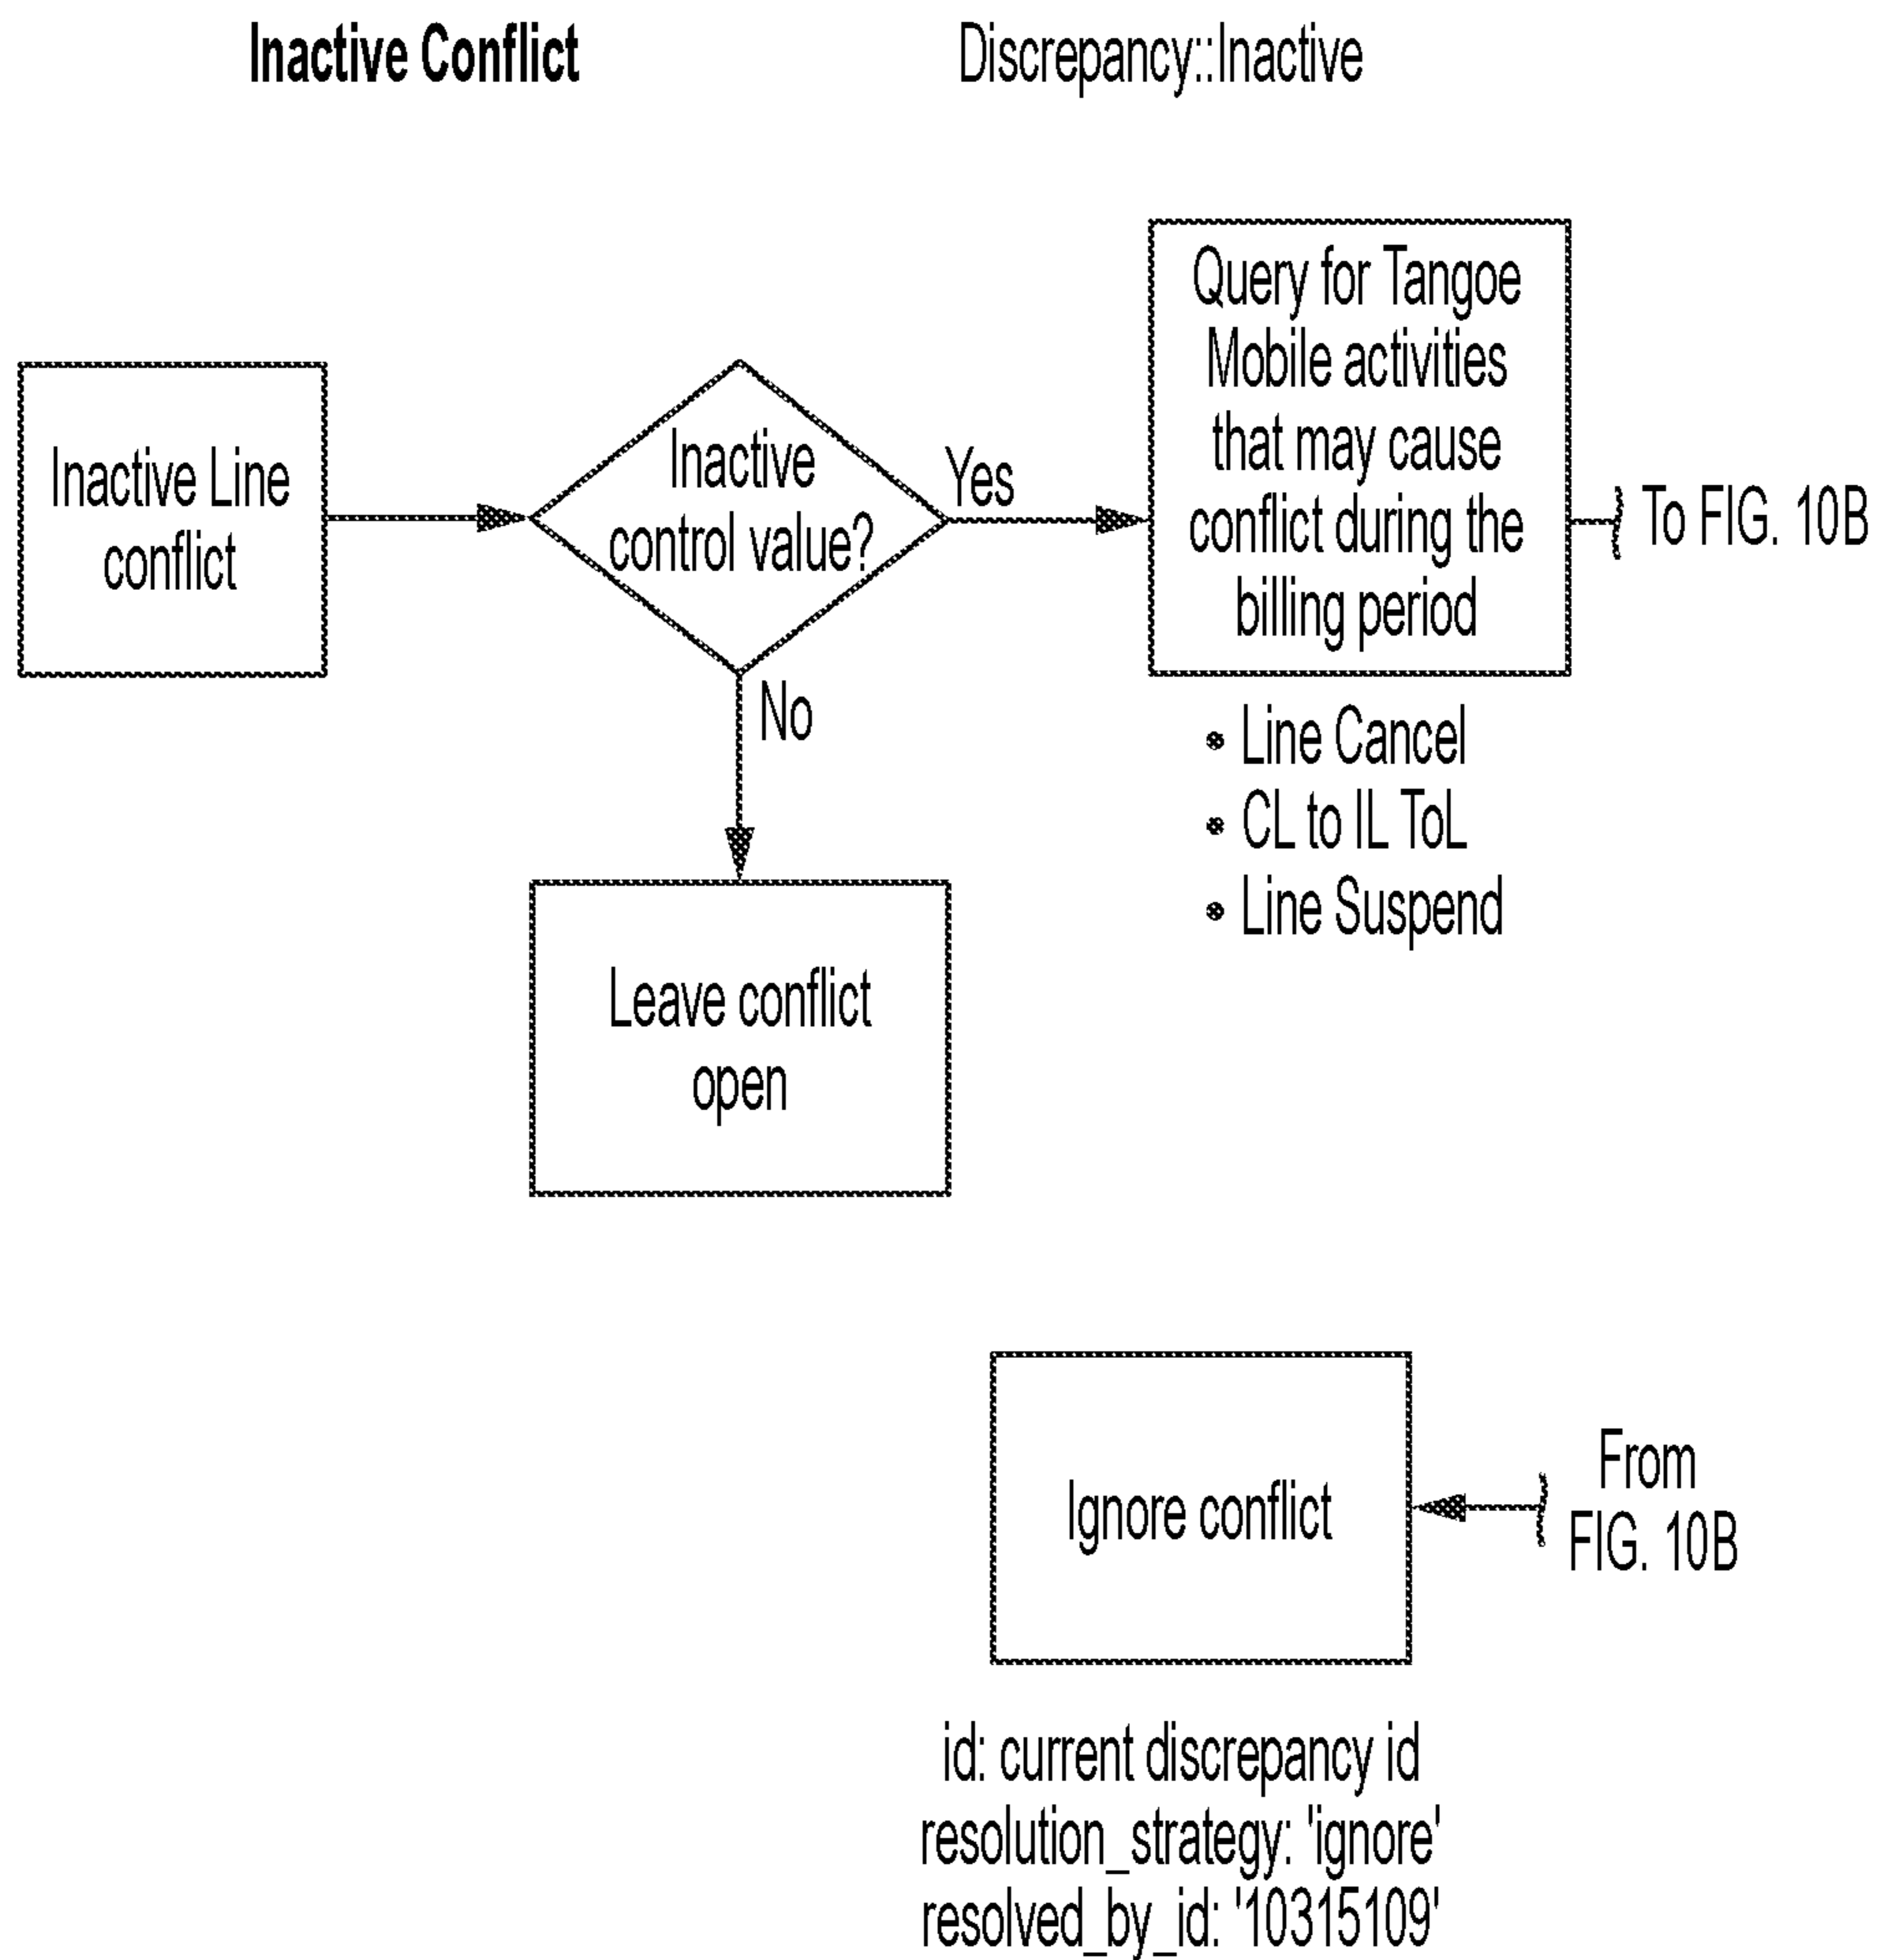 Inactive Conflict
Discrepancy::Inactive
Inactive Line
conflict
Inactive
control value?
Yes
No
Query for Tangoe
Mobile activities
that may cause
conflict during the
billing period
To FIG. 10B
• Line Cancel
• CL to IL ToL
• Line Suspend
Leave conflict
open
Ignore conflict
From
FIG. 10B
id: current discrepancy id
resolution_strategy: 'ignore'
resolved_by_id: '10315109'